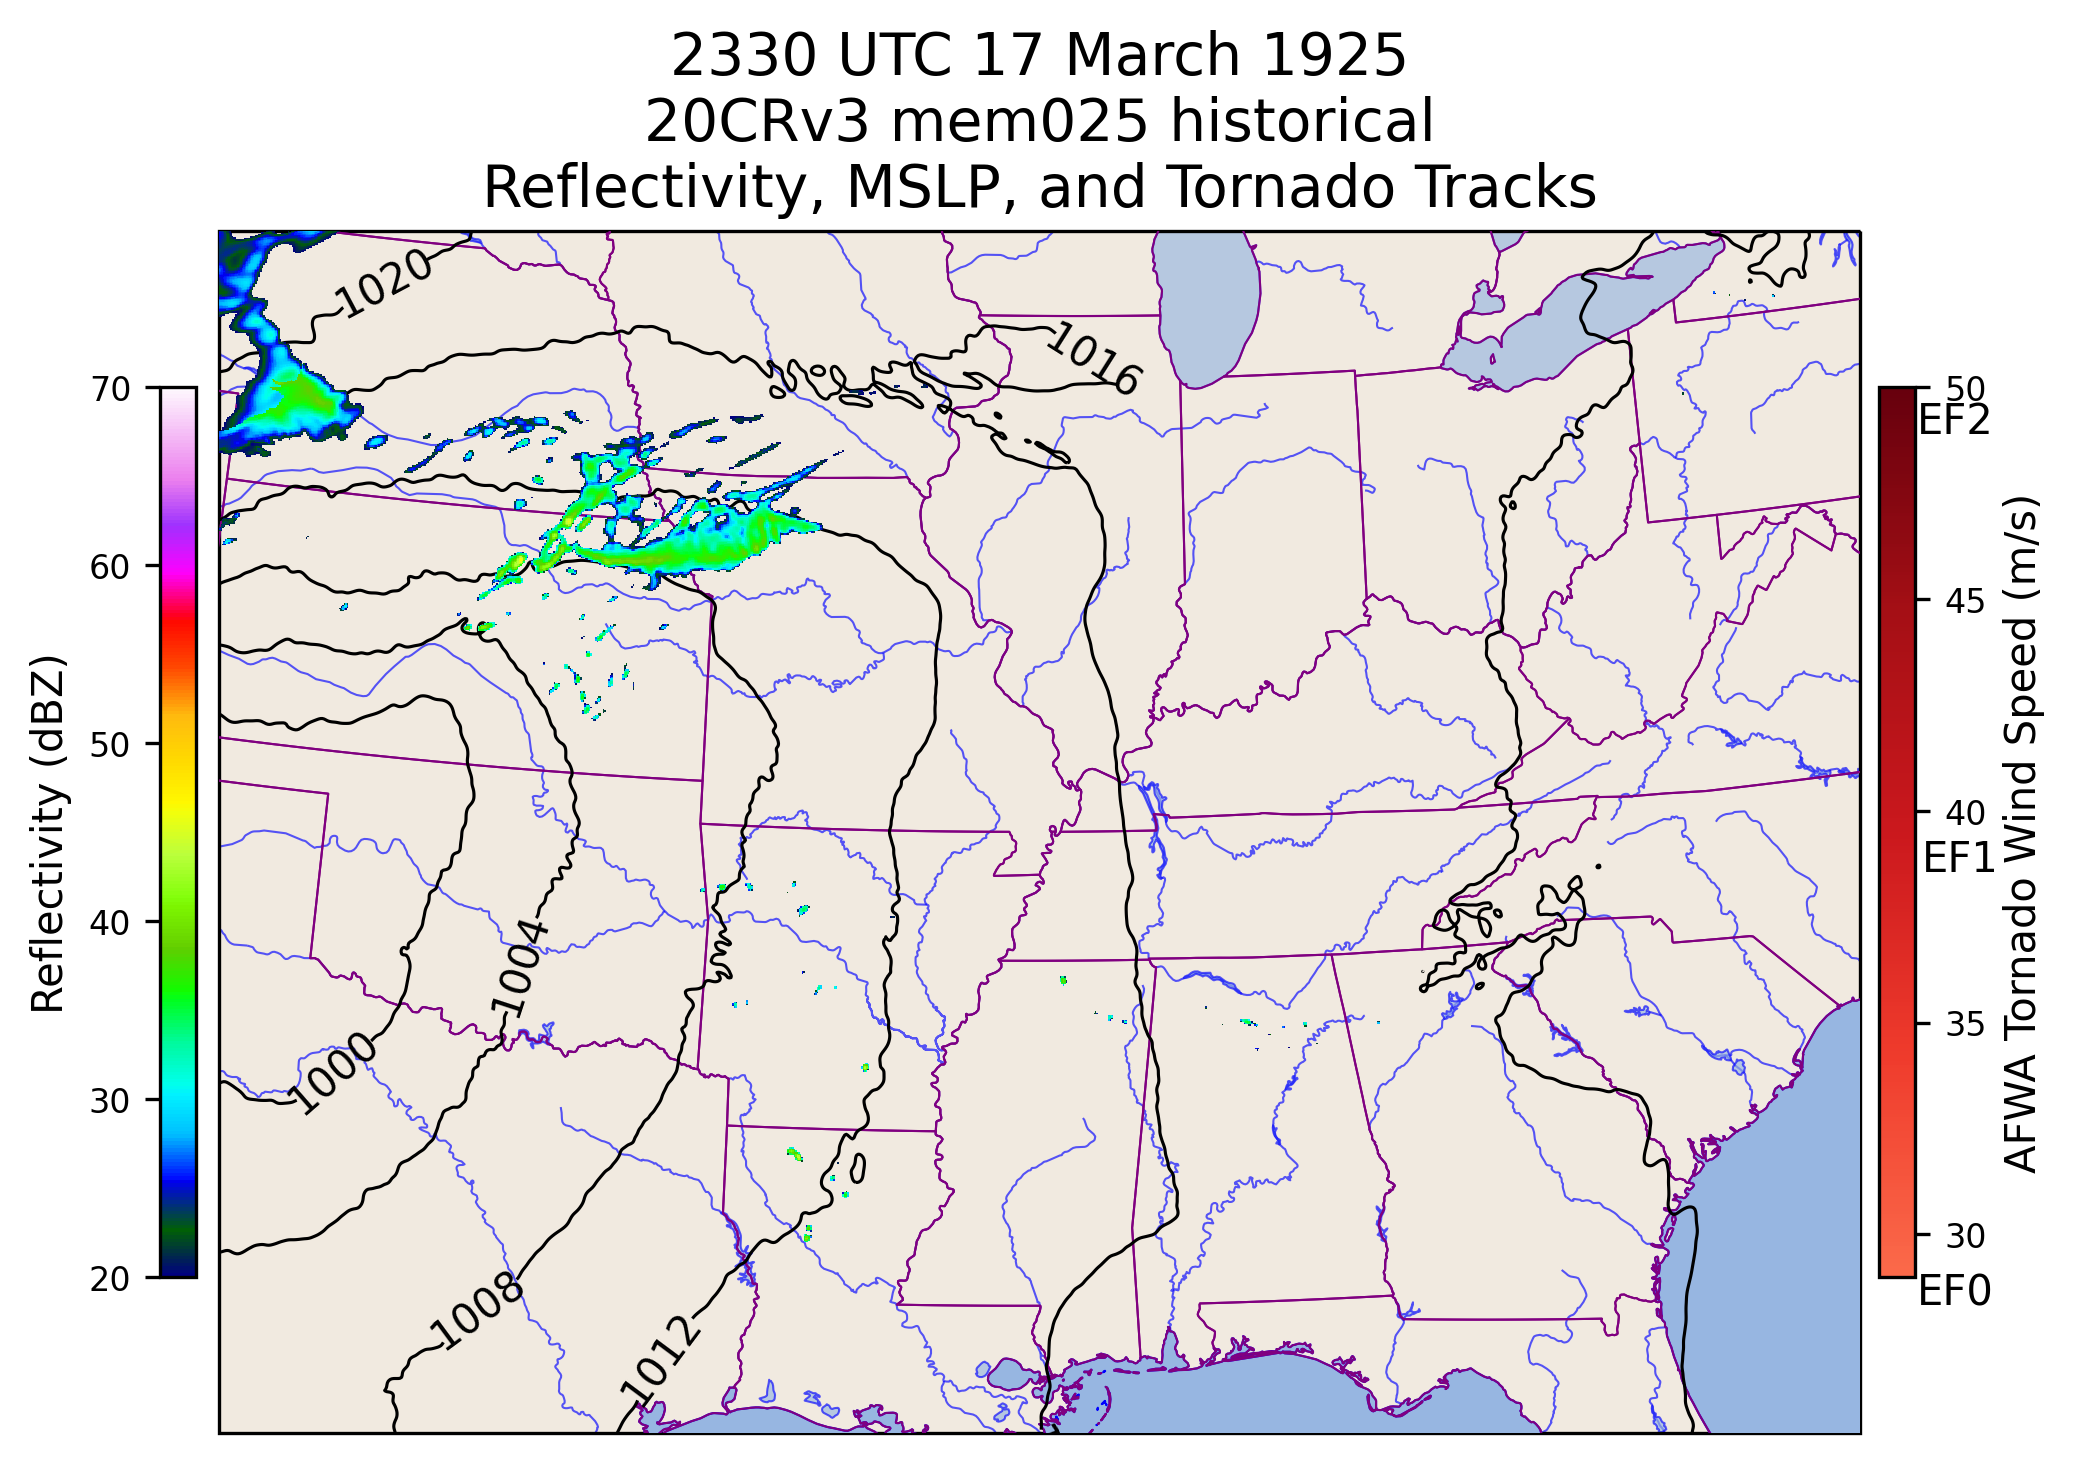 2330 UTC 17 March 1925
20CRv3 mem025 historical
Reflectivity, MSLP, and Tornado Tracks
1020
1016
1004
1000
1008
1012
70
60
50
40
30
20
Reflectivity (dBZ)
50
EF2
45
40
EF1
35
30
EF0
AFWA Tornado Wind Speed (m/s)